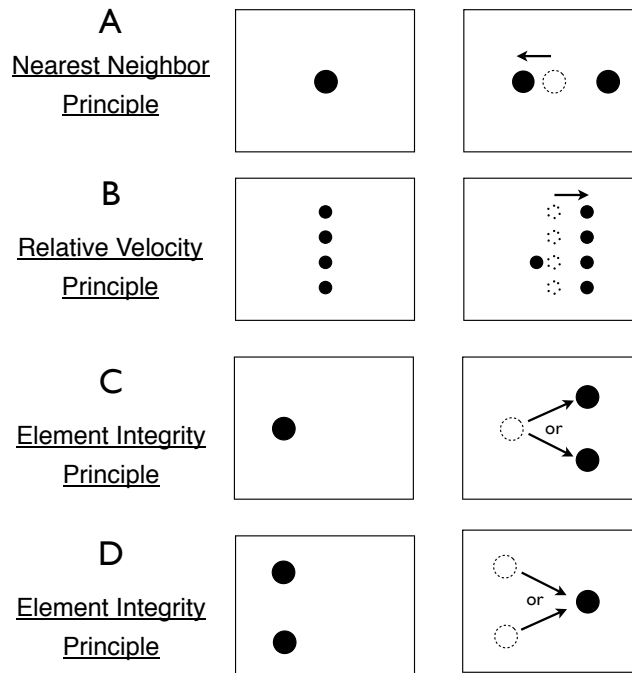 A
Nearest Neighbor
Principle
B
Relative Velocity
Principle
C
Element Integrity
Principle
or
D
Element Integrity
Principle
or